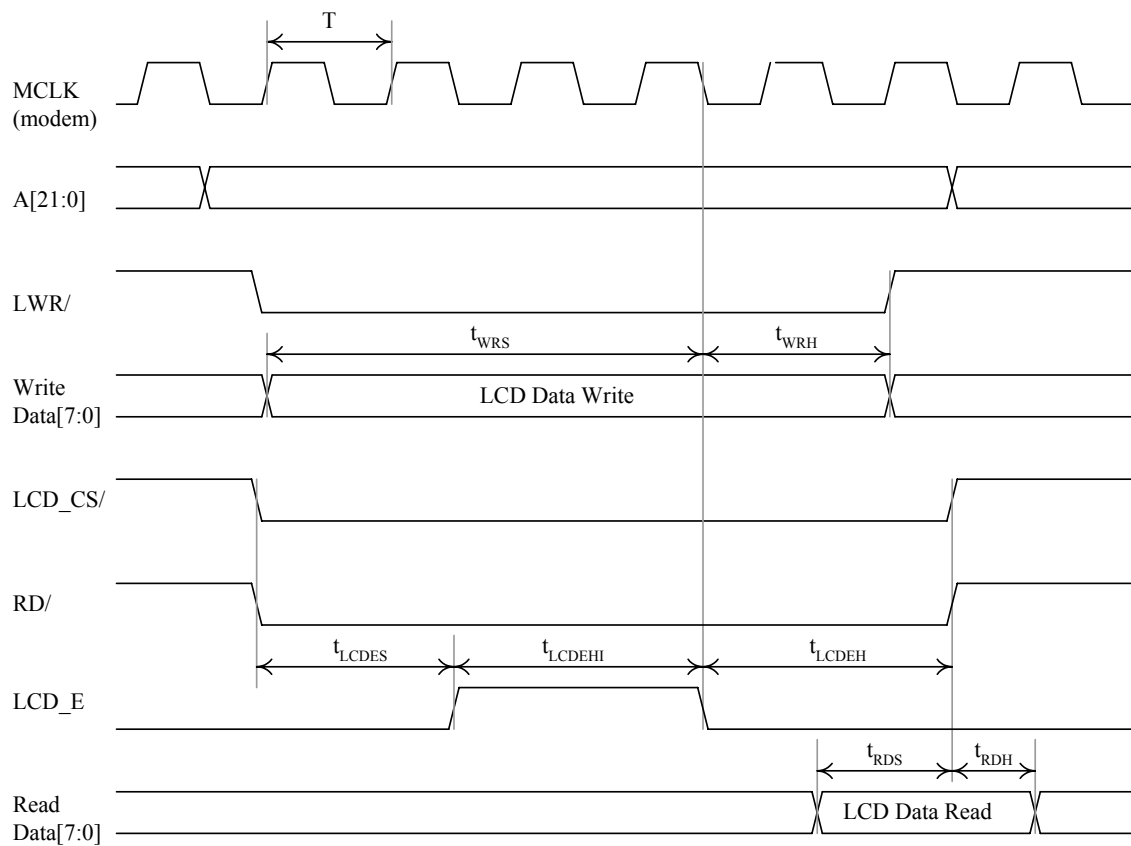 T
MCLK
(modem)
A[21:0]
LWR/
tWRS tWRH
Write
Data[7:0]
LCD Data Write
LCD_CS/
RD/
tLCDES tLCDEHI tLCDEH
LCD_E
tRDS tRDH
Read
Data[7:0]
LCD Data Read